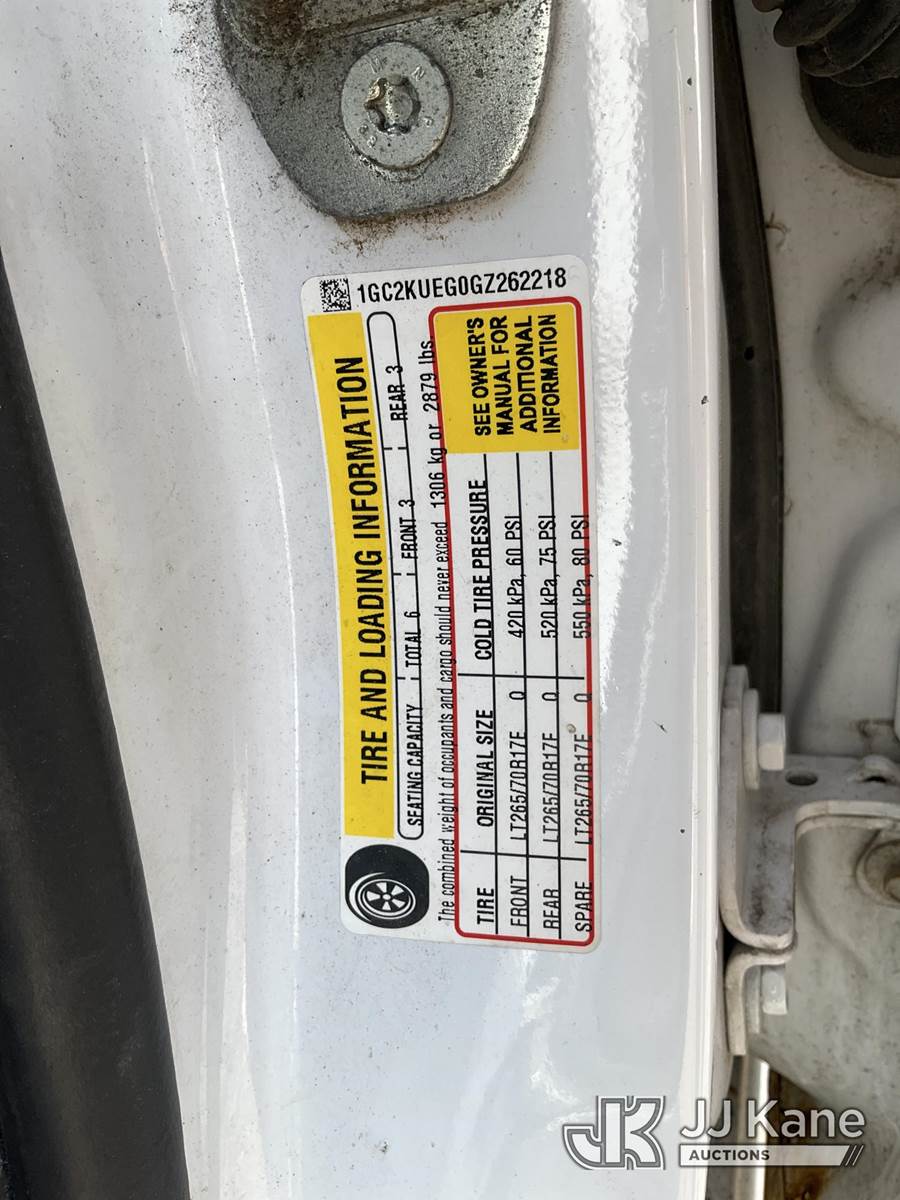 1GC2KUEG0GZ262218
TIRE AND LOADING INFORMATION
SEATING CAPACITY TOTAL 6 FRONT 3 REAR 3
The combined weight of occupants and cargo should never exceed 1306 kg or 2879 lbs.
TIRE ORIGINAL SIZE COLD TIRE PRESSURE
FRONT LT265/70R17E Q 420 kPa, 60 PSI
REAR LT265/70R17E Q 520 kPa, 75 PSI
SPARE LT265/70R17E Q 550 kPa, 80 PSI
SEE OWNER'S
MANUAL FOR
ADDITIONAL
INFORMATION
JK JJ Kane
AUCTIONS